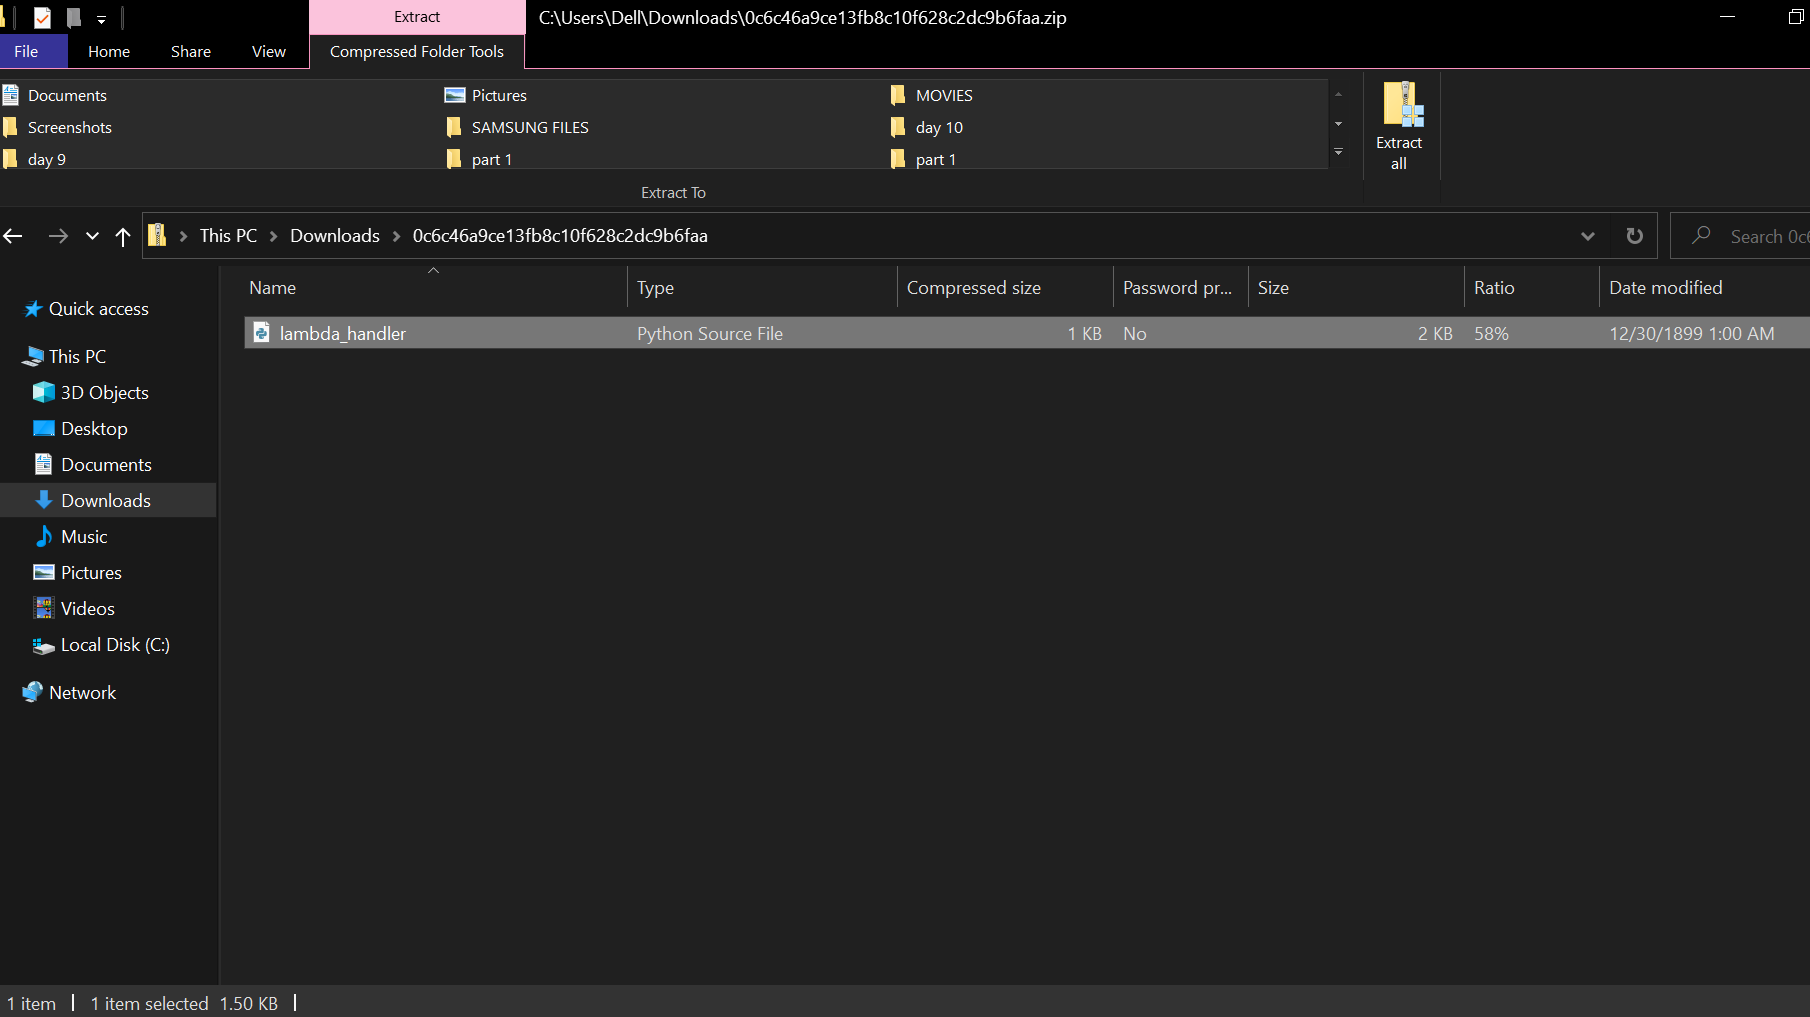 Extract
C:\Users\Dell\Downloads\0c6c46a9ce13fb8c10f628c2dc9b6faa.zip
File Home Share View Compressed Folder Tools
Documents Pictures MOVIES
Screenshots SAMSUNG FILES day 10
day 9 part 1 part 1
Extract all
Extract To
This PC Downloads 0c6c46a9ce13fb8c10f628c2dc9b6faa
Search 0c6
Name Type Compressed size Password pr... Size Ratio Date modified
lambda_handler Python Source File 1 KB No 2 KB 58% 12/30/1899 1:00 AM
Quick access
This PC
3D Objects
Desktop
Documents
Downloads
Music
Pictures
Videos
Local Disk (C:)
Network
1 item 1 item selected 1.50 KB